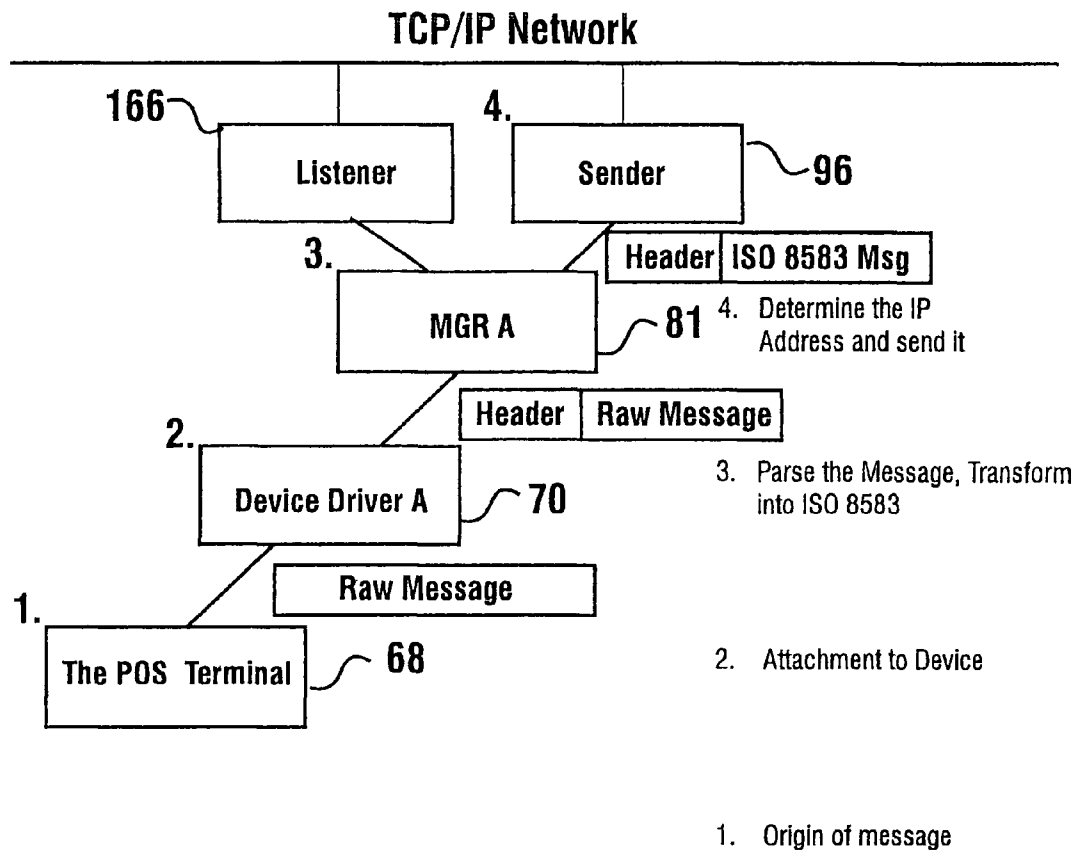 TCP/IP Network
166
4.
Listener
Sender
96
3.
Header ISO 8583 Msg
MGR A
81
4. Determine the IP
Address and send it
Header Raw Message
2.
Device Driver A
70
3. Parse the Message, Transform
into ISO 8583
Raw Message
1.
The POS Terminal
68
2. Attachment to Device
1. Origin of message